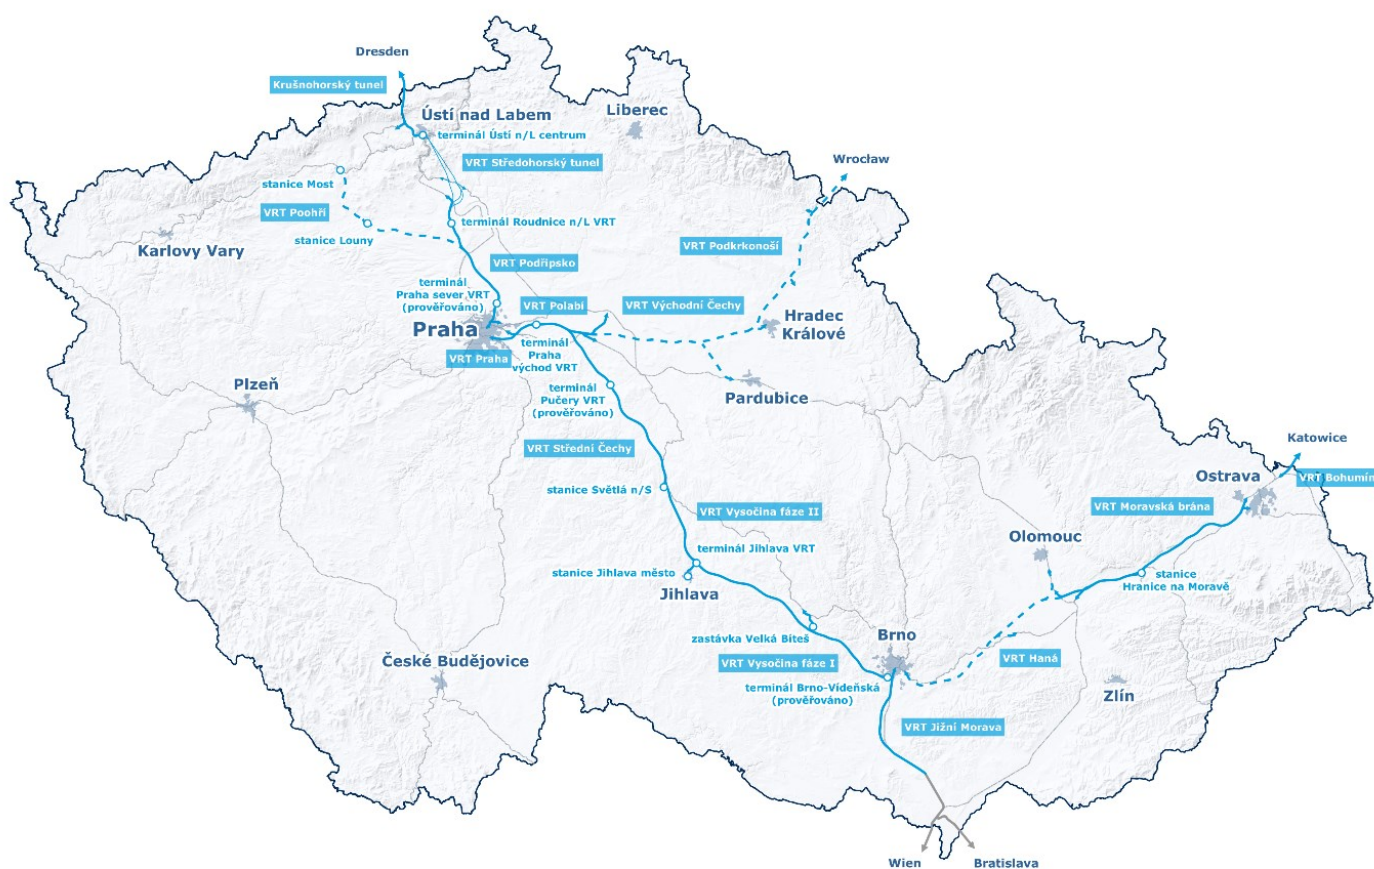 Dresden
Krušnohorský tunel
Ústí nad Labem
terminál Ústí n/L centrum
Liberec
VRT Středohorský tunel
Wrocław
stanice Most
VRT Poohří
terminál Roudnice n/L VRT
stanice Louny
Karlovy Vary
VRT Podkrkonoší
VRT Podřipsko
terminál
Praha sever VRT
(prověřováno)
VRT Polabí
VRT Východní Čechy
Praha
Hradec
Králové
VRT Praha
terminál
Praha
východ VRT
Plzeň
terminál
Pučery VRT
(prověřováno)
Pardubice
VRT Střední Čechy
Katowice
Ostrava
VRT Bohumín
stanice Světlá n/S
VRT Vysočina fáze II
VRT Moravská brána
Olomouc
terminál Jihlava VRT
stanice Jihlava město
stanice
Hranice na Moravě
Jihlava
zastávka Velká Bíteš
Brno
České Budějovice
VRT Vysočina fáze I
VRT Haná
terminál Brno-Vídeňská
(prověřováno)
Zlín
VRT Jižní Morava
Wien
Bratislava